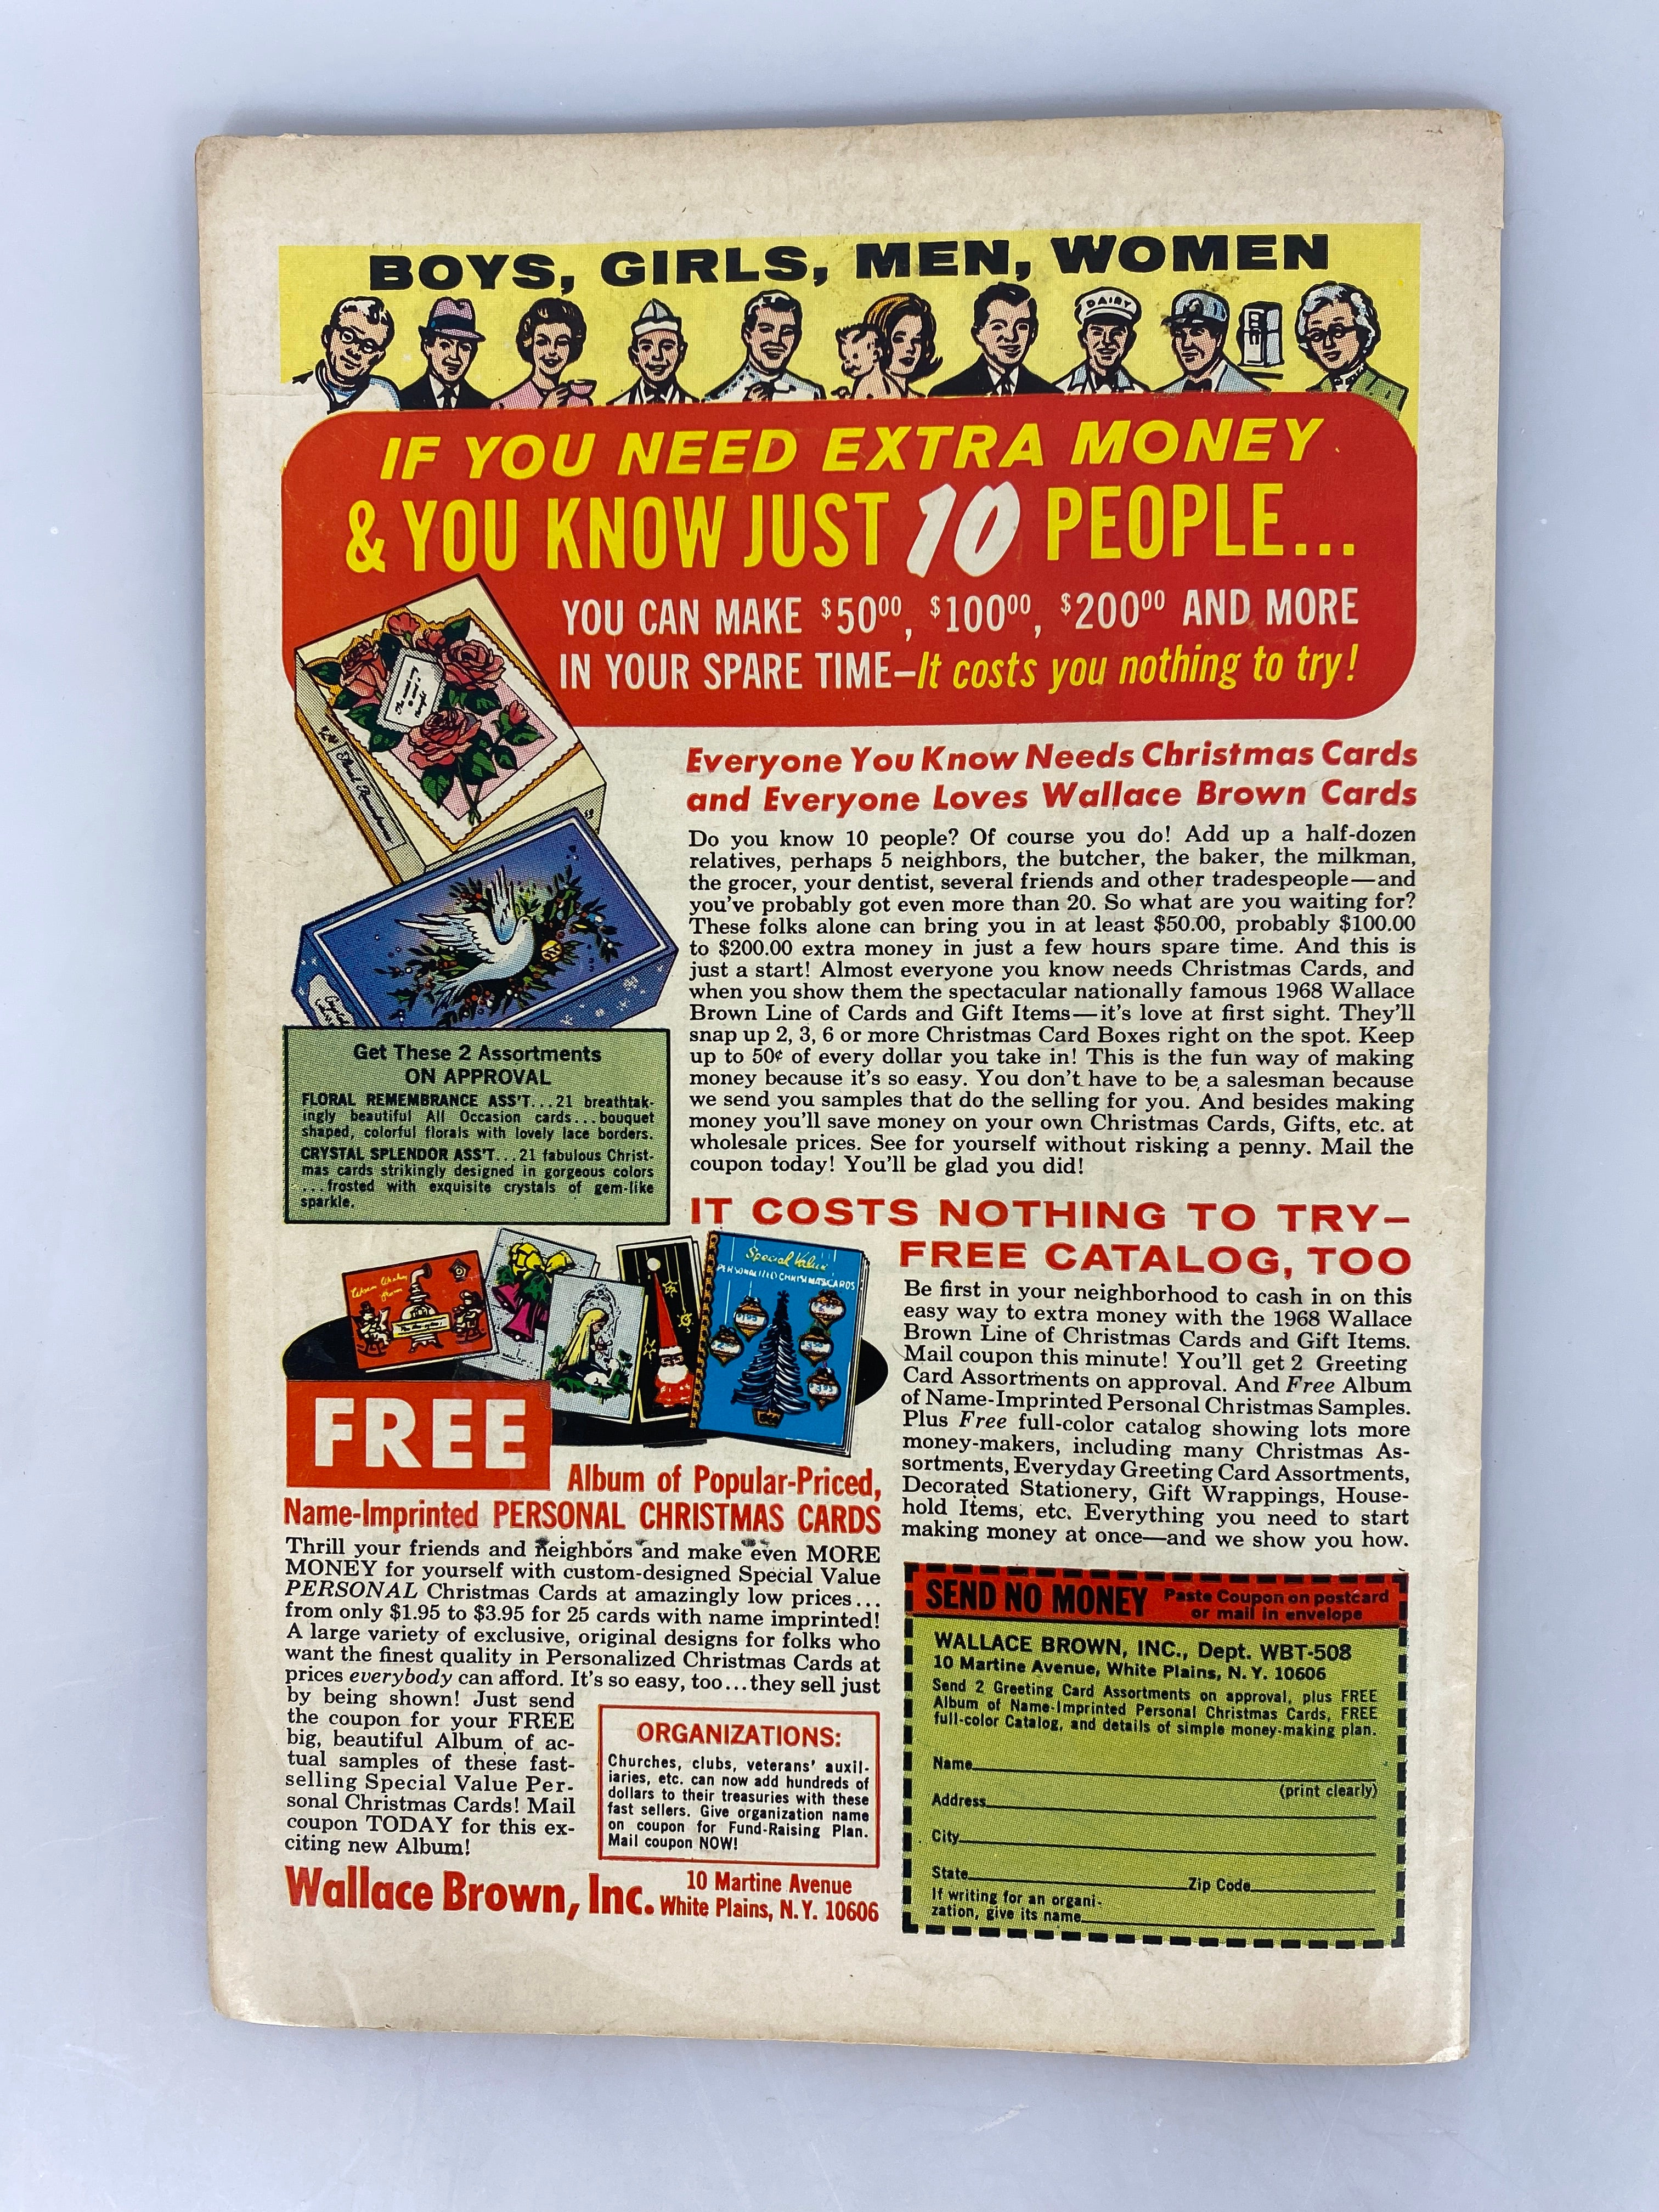 BOYS, GIRLS, MEN, WOMEN
DAIRY
IF YOU NEED EXTRA MONEY
& YOU KNOW JUST 10 PEOPLE...
YOU CAN MAKE $50⁰⁰, $100⁰⁰, $200⁰⁰ AND MORE
IN YOUR SPARE TIME—It costs you nothing to try!
Everyone You Know Needs Christmas Cards
and Everyone Loves Wallace Brown Cards
Do you know 10 people? Of course you do! Add up a half-dozen
relatives, perhaps 5 neighbors, the butcher, the baker, the milkman,
the grocer, your dentist, several friends and other tradespeople—and
you've probably got even more than 20. So what are you waiting for?
These folks alone can bring you in at least $50.00, probably $100.00
to $200.00 extra money in just a few hours spare time. And this is
just a start! Almost everyone you know needs Christmas Cards, and
when you show them the spectacular nationally famous 1968 Wallace
Brown Line of Cards and Gift Items—it's love at first sight. They'll
snap up 2, 3, 6 or more Christmas Card Boxes right on the spot. Keep
up to 50¢ of every dollar you take in! This is the fun way of making
money because it's so easy. You don't have to be a salesman because
we send you samples that do the selling for you. And besides making
money you'll save money on your own Christmas Cards, Gifts, etc. at
wholesale prices. See for yourself without risking a penny. Mail the
coupon today! You'll be glad you did!
Get These 2 Assortments
ON APPROVAL
FLORAL REMEMBRANCE ASS'T...21 breathtak-
ingly beautiful All Occasion cards...bouquet
shaped, colorful florals with lovely lace borders.
CRYSTAL SPLENDOR ASS'T...21 fabulous Christ-
mas cards strikingly designed in gorgeous colors
...frosted with exquisite crystals of gem-like
sparkle.
IT COSTS NOTHING TO TRY—
FREE CATALOG, TOO
Be first in your neighborhood to cash in on this
easy way to extra money with the 1968 Wallace
Brown Line of Christmas Cards and Gift Items.
Mail coupon this minute! You'll get 2 Greeting
Card Assortments on approval. And Free Album
of Name-Imprinted Personal Christmas Samples.
Plus Free full-color catalog showing lots more
money-makers, including many Christmas As-
sortments, Everyday Greeting Card Assortments,
Decorated Stationery, Gift Wrappings, House-
hold Items, etc. Everything you need to start
making money at once—and we show you how.
Special Value
PERSONALIZED CHRISTMAS CARDS
FREE
Album of Popular-Priced,
Name-Imprinted PERSONAL CHRISTMAS CARDS
Thrill your friends and neighbors and make even MORE
MONEY for yourself with custom-designed Special Value
PERSONAL Christmas Cards at amazingly low prices...
from only $1.95 to $3.95 for 25 cards with name imprinted!
A large variety of exclusive, original designs for folks who
want the finest quality in Personalized Christmas Cards at
prices everybody can afford. It's so easy, too...they sell just
by being shown! Just send
the coupon for your FREE
big, beautiful Album of ac-
tual samples of these fast-
selling Special Value Per-
sonal Christmas Cards! Mail
coupon TODAY for this ex-
citing new Album!
ORGANIZATIONS:
Churches, clubs, veterans' auxil-
iaries, etc. can now add hundreds of
dollars to their treasuries with these
fast sellers. Give organization name
on coupon for Fund-Raising Plan.
Mail coupon NOW!
Wallace Brown, Inc.
10 Martine Avenue
White Plains, N.Y. 10606
SEND NO MONEY
Paste Coupon on postcard
or mail in envelope
WALLACE BROWN, INC., Dept. WBT-508
10 Martine Avenue, White Plains, N.Y. 10606
Send 2 Greeting Card Assortments on approval, plus FREE
Album of Name-Imprinted Personal Christmas Cards, FREE
full-color Catalog, and details of simple money-making plan.
Name
(print clearly)
Address
City
State Zip Code
If writing for an organi-
zation, give its name